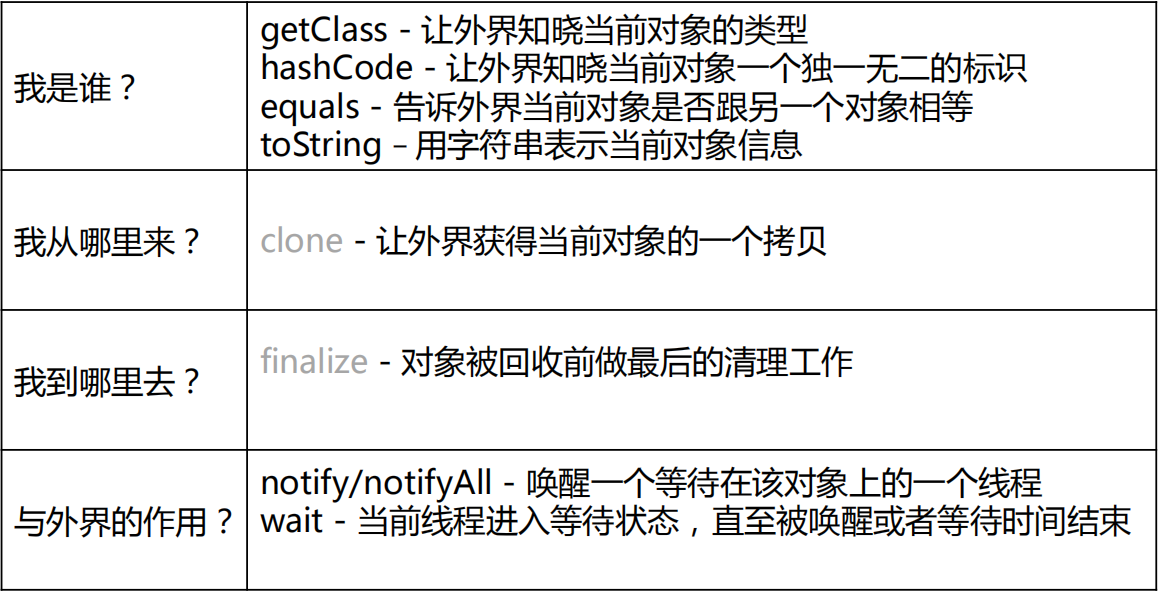 我是谁？
getClass - 让外界知晓当前对象的类型
hashCode - 让外界知晓当前对象一个独一无二的标识
equals - 告诉外界当前对象是否跟另一个对象相等
toString – 用字符串表示当前对象信息
我从哪里来？
clone - 让外界获得当前对象的一个拷贝
我到哪里去？
finalize - 对象被回收前做最后的清理工作
与外界的作用？
notify/notifyAll - 唤醒一个等待在该对象上的一个线程
wait - 当前线程进入等待状态，直至被唤醒或者等待时间结束